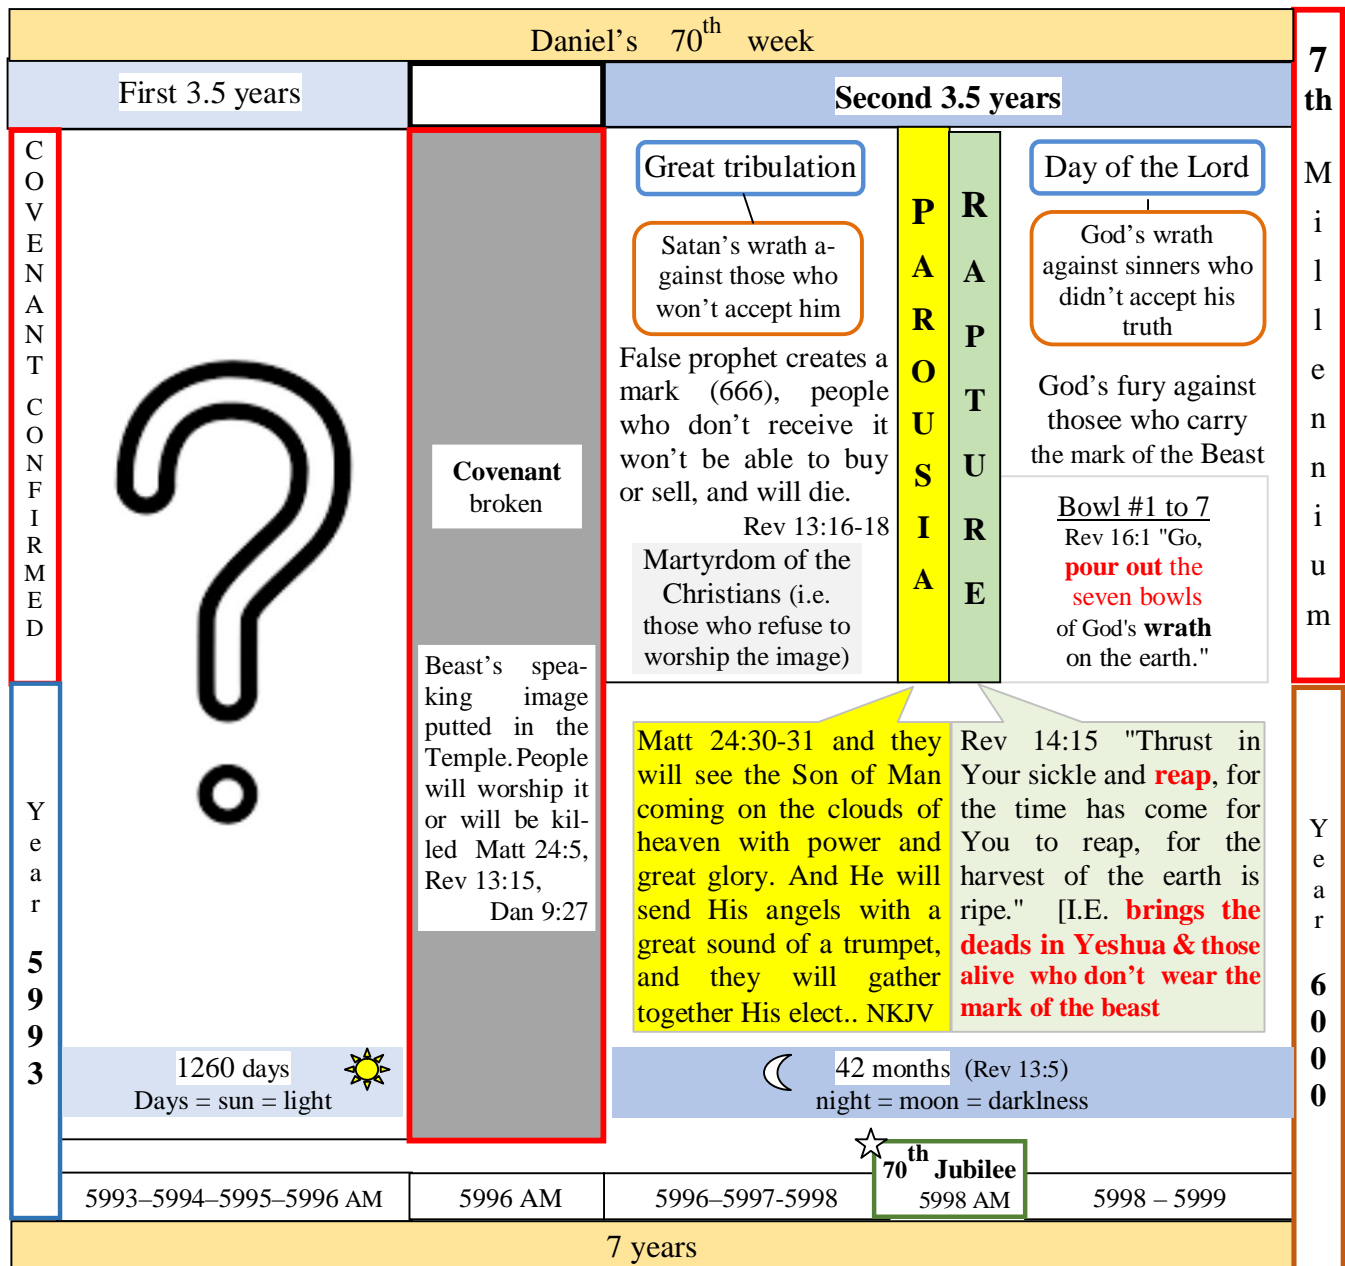 Daniel's 70th week
First 3.5 years
Second 3.5 years
7
th
Millennium
COVENANT CONFIRMED
Covenant
broken
Beast's spea-
king image
putted in the
Temple. People
will worship it
or will be kil-
led Matt 24:5,
Rev 13:15,
Dan 9:27
Great tribulation
Satan's wrath a-
gainst those who
won't accept him
False prophet creates a
mark (666), people
who don't receive it
won't be able to buy
or sell, and will die.
Rev 13:16-18
Martyrdom of the
Christians (i.e.
those who refuse to
worship the image)
PAROUSIA
RAPTURE
Day of the Lord
God's wrath
against sinners who
didn't accept his
truth
God's fury against
thosee who carry
the mark of the Beast
Bowl #1 to 7
Rev 16:1 "Go,
pour out the
seven bowls
of God's wrath
on the earth."
Matt 24:30-31 and they
will see the Son of Man
coming on the clouds of
heaven with power and
great glory. And He will
send His angels with a
great sound of a trumpet,
and they will gather
together His elect.. NKJV
Rev 14:15 "Thrust in
Your sickle and reap, for
the time has come for
You to reap, for the
harvest of the earth is
ripe." [I.E. brings the
deads in Yeshua & those
alive who don't wear the
mark of the beast
Year 5993
Year 6000
1260 days
Days = sun = light
42 months (Rev 13:5)
night = moon = darklness
70th Jubilee
5998 AM
5993–5994–5995–5996 AM
5996 AM
5996–5997-5998
5998 – 5999
7 years